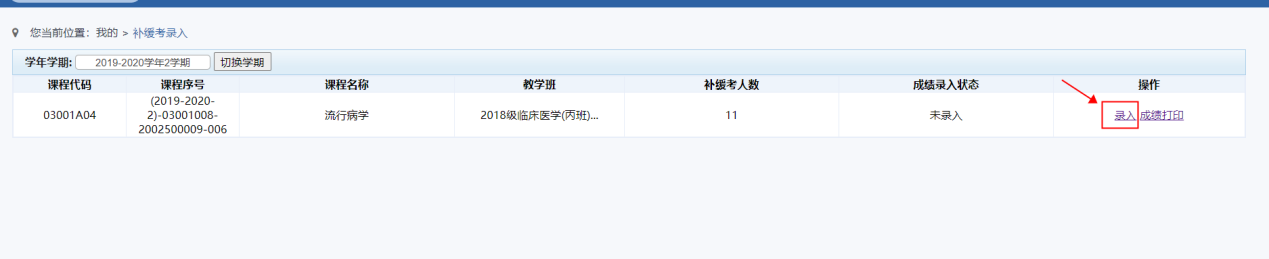 您当前位置：我的 > 补缓考录入
学年学期: 2019-2020学年2学期 切换学期
课程代码 课程序号 课程名称 教学班 补缓考人数 成绩录入状态 操作
03001A04 (2019-2020-2)-03001008-2002500009-006 流行病学 2018级临床医学(丙班)... 11 未录入 录入 成绩打印